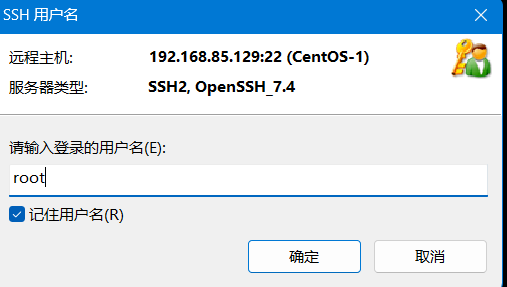 SSH 用户名
远程主机: 192.168.85.129:22 (CentOS-1)
服务器类型: SSH2, OpenSSH_7.4
请输入登录的用户名(E):
root
记住用户名(R)
确定 取消